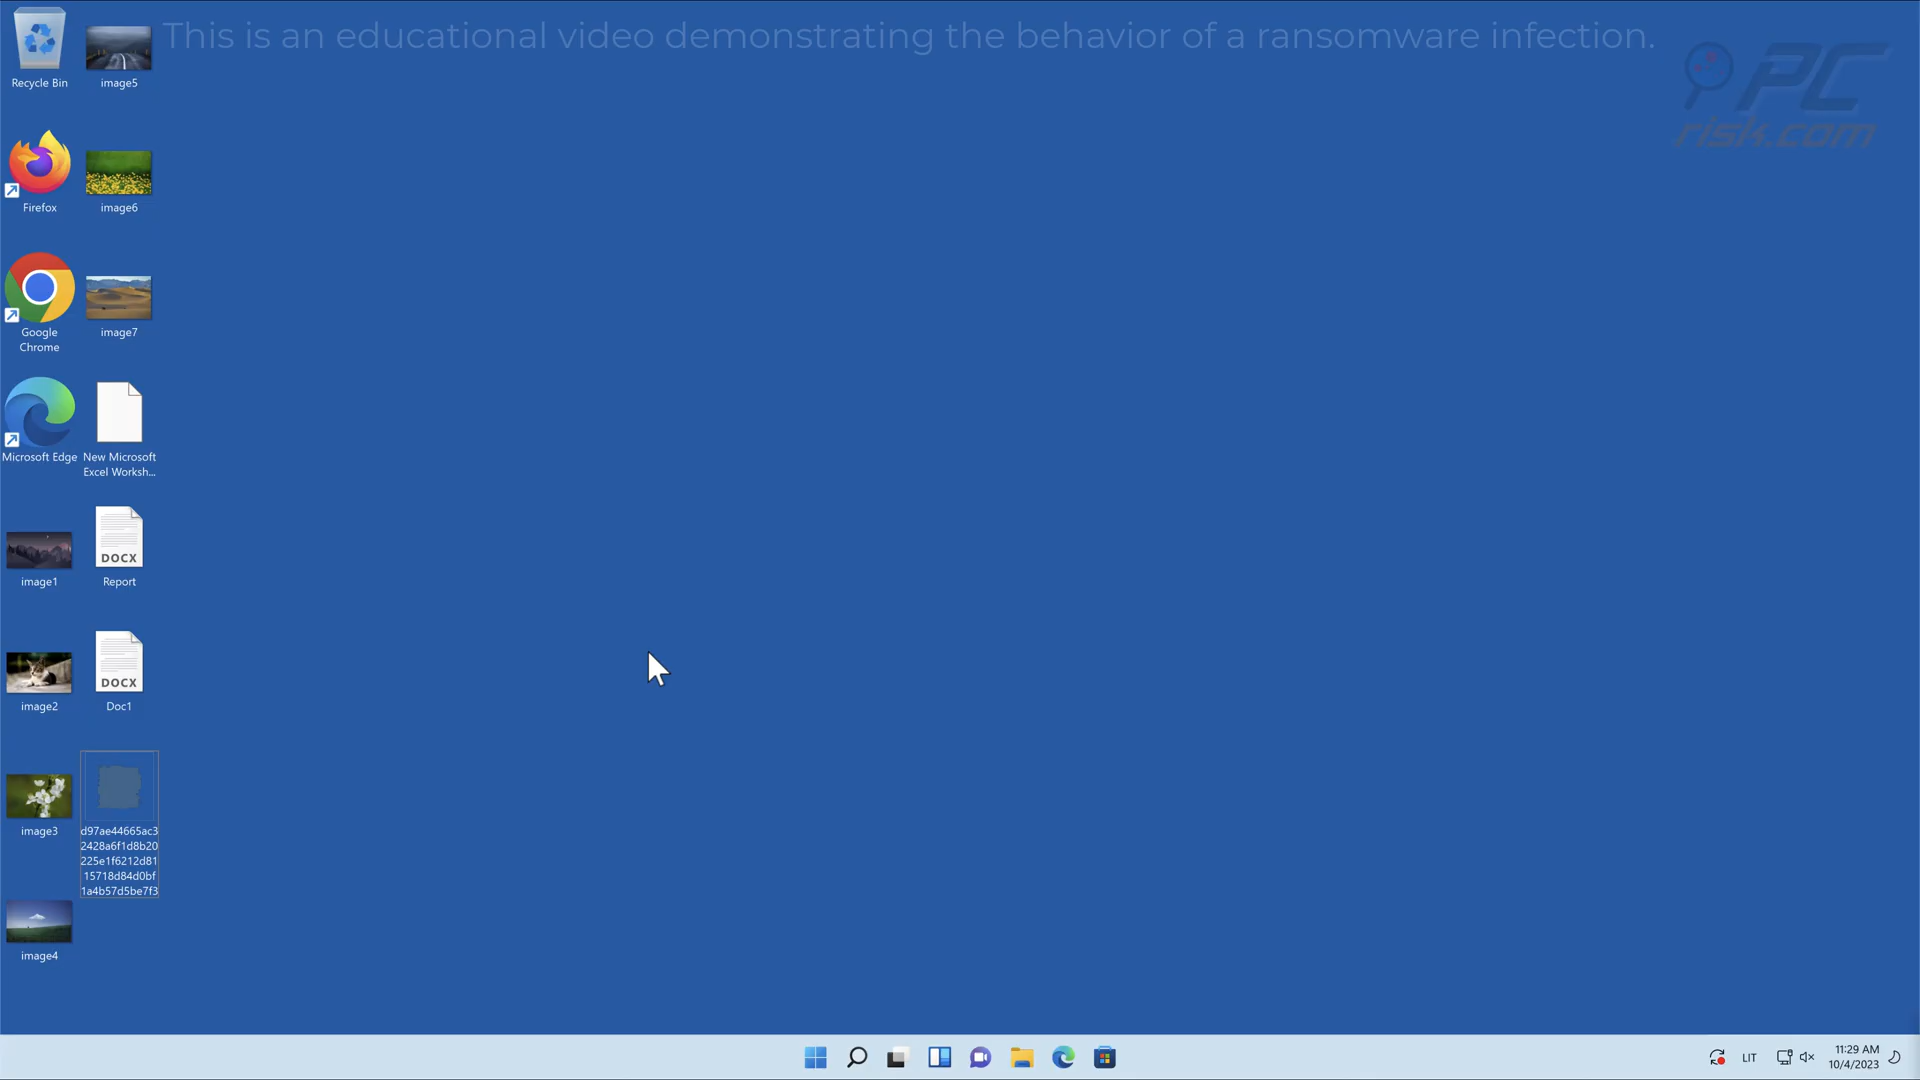 This is an educational video demonstrating the behavior of a ransomware infection.
PC
risk.com
Recycle Bin
image5
Firefox
image6
Google
Chrome
image7
Microsoft Edge
New Microsoft
Excel Worksh...
image1
DOCX
Report
image2
DOCX
Doc1
image3
d97ae44665ac3
2428a6f1d8b20
225e1f6212d81
15718d84d0bf
1a4b57d5be7f3
image4
LIT
11:29 AM
10/4/2023